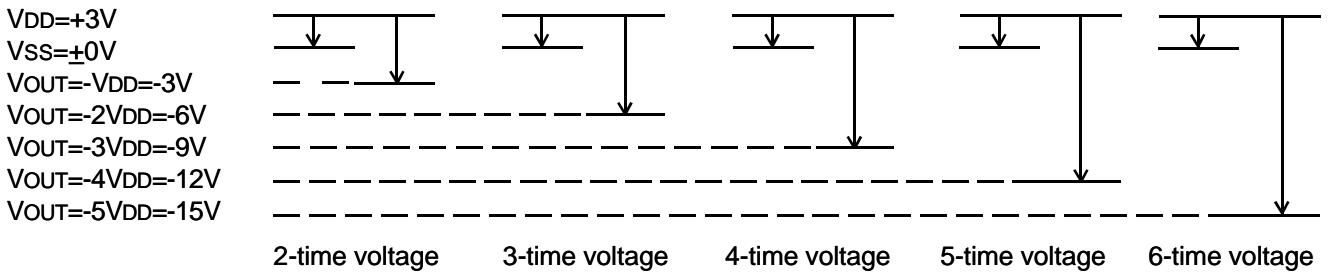 VDD=+3V
VSS=±0V
VOUT=-VDD=-3V
VOUT=-2VDD=-6V
VOUT=-3VDD=-9V
VOUT=-4VDD=-12V
VOUT=-5VDD=-15V
2-time voltage 3-time voltage 4-time voltage 5-time voltage 6-time voltage